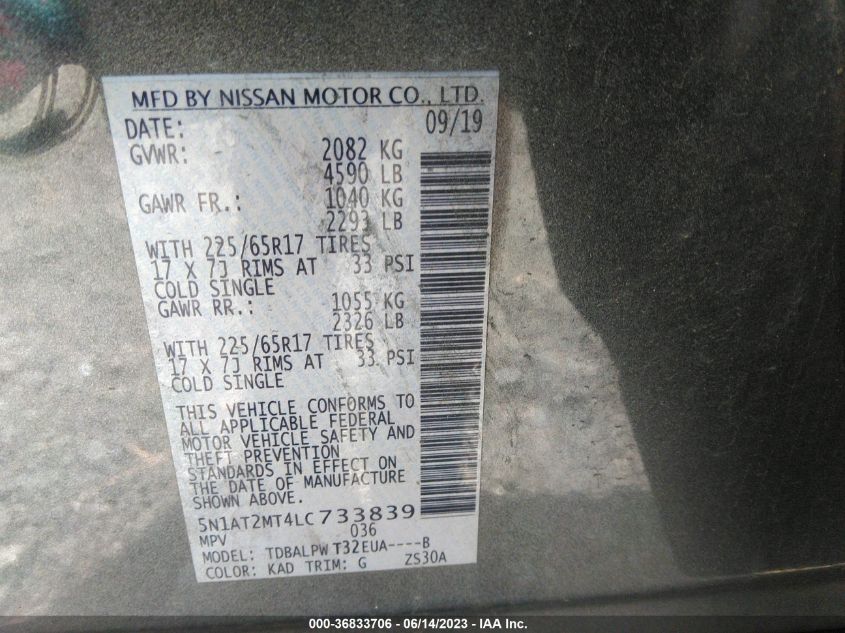 MFD BY NISSAN MOTOR CO., LTD.
DATE: 09/19
GVWR: 2082 KG
4590 LB
GAWR FR.: 1040 KG
2293 LB
WITH 225/65R17 TIRES
17 X 7J RIMS AT 33 PSI
COLD SINGLE
GAWR RR.: 1055 KG
2326 LB
WITH 225/65R17 TIRES
17 X 7J RIMS AT 33 PSI
COLD SINGLE
THIS VEHICLE CONFORMS TO
ALL APPLICABLE FEDERAL
MOTOR VEHICLE SAFETY AND
THEFT PREVENTION
STANDARDS IN EFFECT ON
THE DATE OF MANUFACTURE
SHOWN ABOVE.
5N1AT2MT4LC733839
MPV 036
MODEL: TDBALPW T32EUA----B
COLOR: KAD TRIM: G ZS30A
000-36833706 - 06/14/2023 - © IAA Inc.